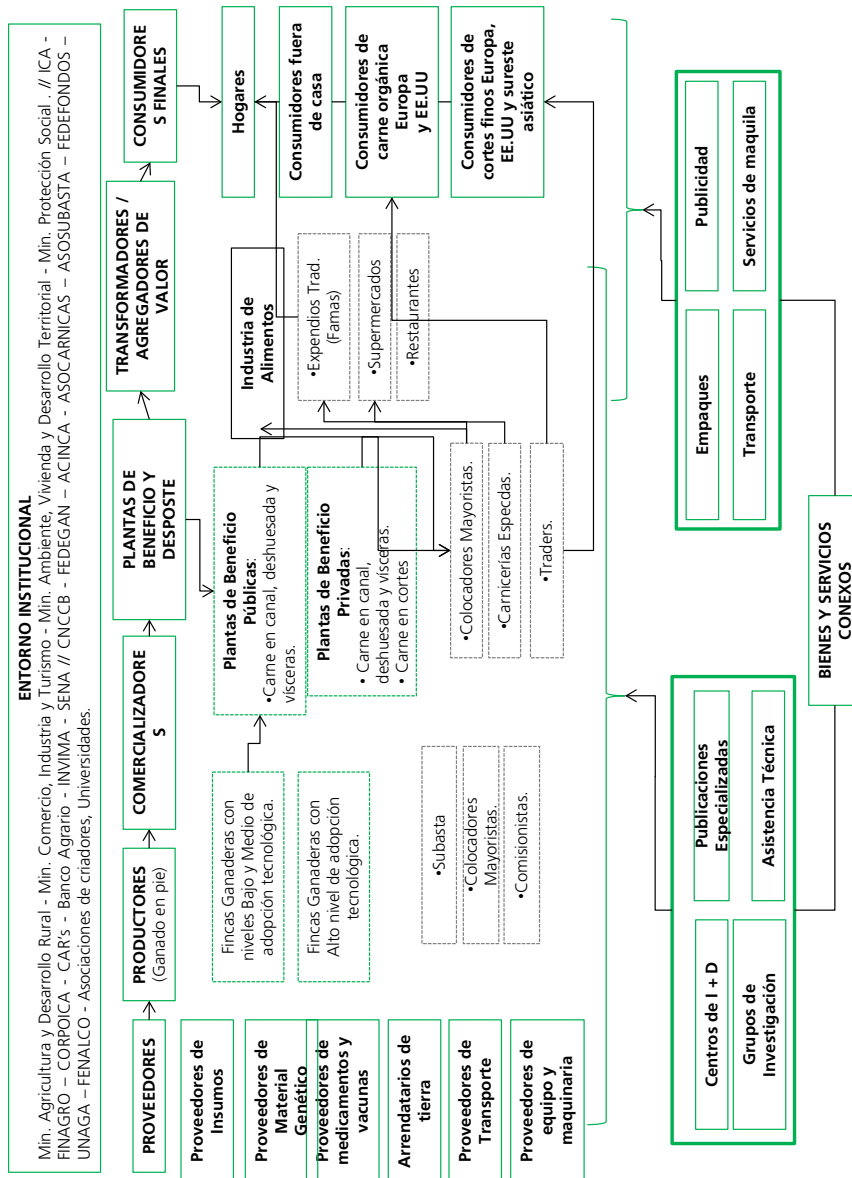 ENTORNO INSTITUCIONAL
Min. Agricultura y Desarrollo Rural - Min. Comercio, Industria y Turismo - Min. Ambiente, Vivienda y Desarrollo Territorial - Min. Protección Social . // ICA -
FINAGRO – CORPOICA - CAR's - Banco Agrario - INVIMA - SENA // CNCCB - FEDEGAN – ACINCA - ASOCARNICAS – ASOSUBASTA – FEDEFONDOS –
UNAGA – FENALCO - Asociaciones de criadores, Universidades.
PROVEEDORES
PRODUCTORES
(Ganado en pie)
COMERCIALIZADORE
S
PLANTAS DE
BENEFICIO Y
DESPOSTE
TRANSFORMADORES /
AGREGADORES DE
VALOR
CONSUMIDORE
S FINALES
Proveedores de
Insumos
Proveedores de
Material
Genético
Proveedores de
medicamentos y
vacunas
Arrendatarios de
tierra
Proveedores de
Transporte
Proveedores de
equipo y
maquinaria
Fincas Ganaderas con
niveles Bajo y Medio de
adopción tecnológica.
Fincas Ganaderas con
Alto nivel de adopción
tecnológica.
•Subasta
•Colocadores
Mayoristas.
•Comisionistas.
Plantas de Beneficio
Públicas:
•Carne en canal, deshuesada y
vísceras.
Plantas de Beneficio
Privadas:
• Carne en canal,
deshuesada y vísceras.
• Carne en cortes
•Colocadores Mayoristas.
•Carnicerías Especdas.
•Traders.
Industria de
Alimentos
•Expendios Trad.
(Famas)
•Supermercados
•Restaurantes
Hogares
Consumidores fuera
de casa
Consumidores de
carne orgánica
Europa
y EE.UU
Consumidores de
cortes finos Europa,
EE.UU y sureste
asiático
Centros de I + D
Publicaciones
Especializadas
Grupos de
Investigación
Asistencia Técnica
Empaques
Publicidad
Transporte
Servicios de maquila
BIENES Y SERVICIOS
CONEXOS